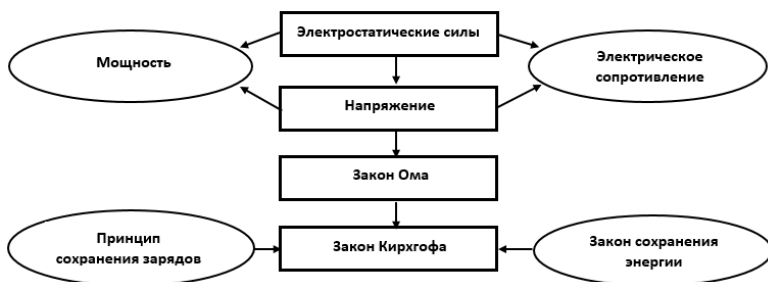 Электростатические силы
Мощность
Электрическое
сопротивление
Напряжение
Закон Ома
Принцип
сохранения зарядов
Закон Кирхгофа
Закон сохранения
энергии